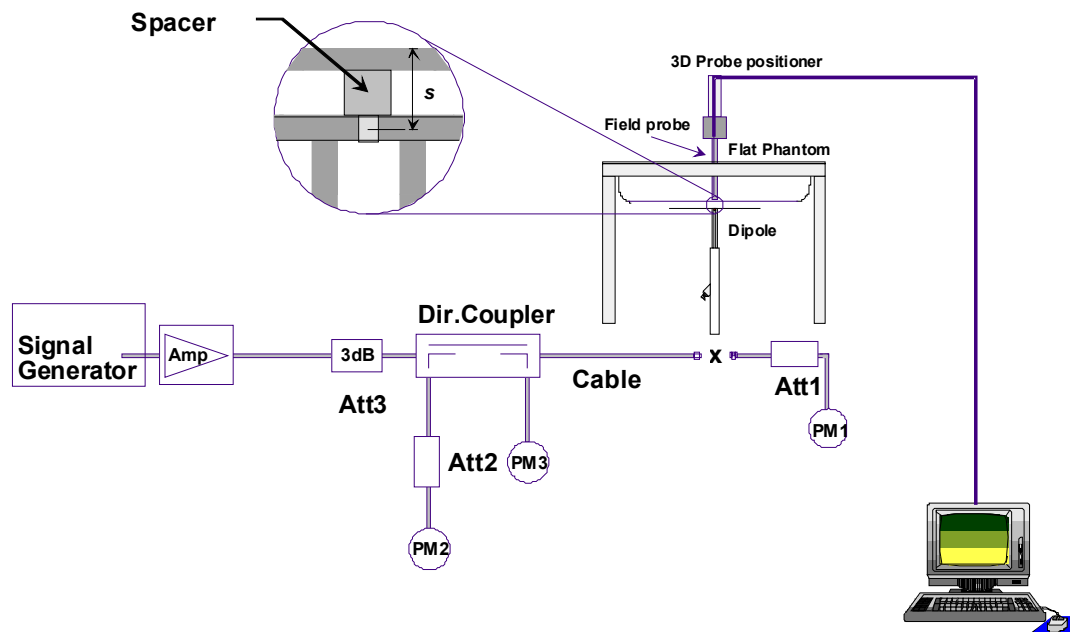 Spacer
s
3D Probe positioner
Field probe
Flat Phantom
Dipole
Dir.Coupler
Signal
Generator
Amp
3dB
Att3
Cable
x
Att1
PM1
Att2
PM3
PM2